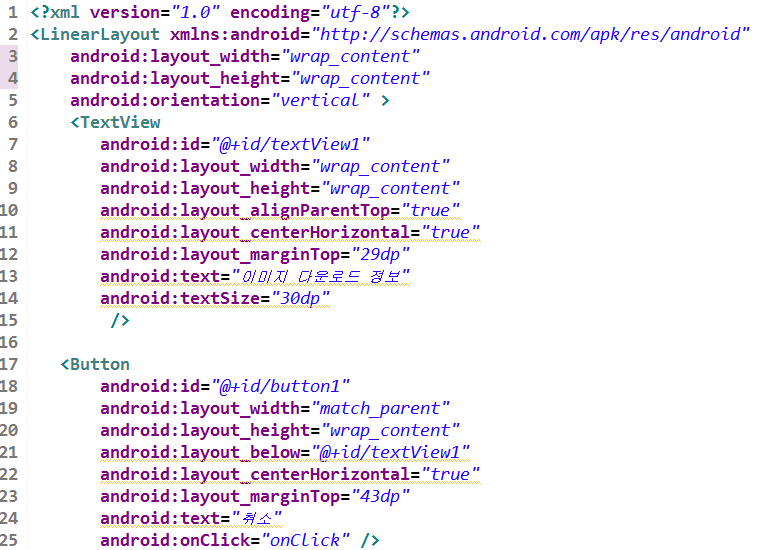 1 <?xml version="1.0" encoding="utf-8"?>
2 <LinearLayout xmlns:android="http://schemas.android.com/apk/res/android"
3 android:layout_width="wrap_content"
4 android:layout_height="wrap_content"
5 android:orientation="vertical" >
6 <TextView
7 android:id="@+id/textView1"
8 android:layout_width="wrap_content"
9 android:layout_height="wrap_content"
10 android:layout_alignParentTop="true"
11 android:layout_centerHorizontal="true"
12 android:layout_marginTop="29dp"
13 android:text="이미지 다운로드 정보"
14 android:textSize="30dp"
15 />
16
17 <Button
18 android:id="@+id/button1"
19 android:layout_width="match_parent"
20 android:layout_height="wrap_content"
21 android:layout_below="@+id/textView1"
22 android:layout_centerHorizontal="true"
23 android:layout_marginTop="43dp"
24 android:text="취소"
25 android:onClick="onClick" />